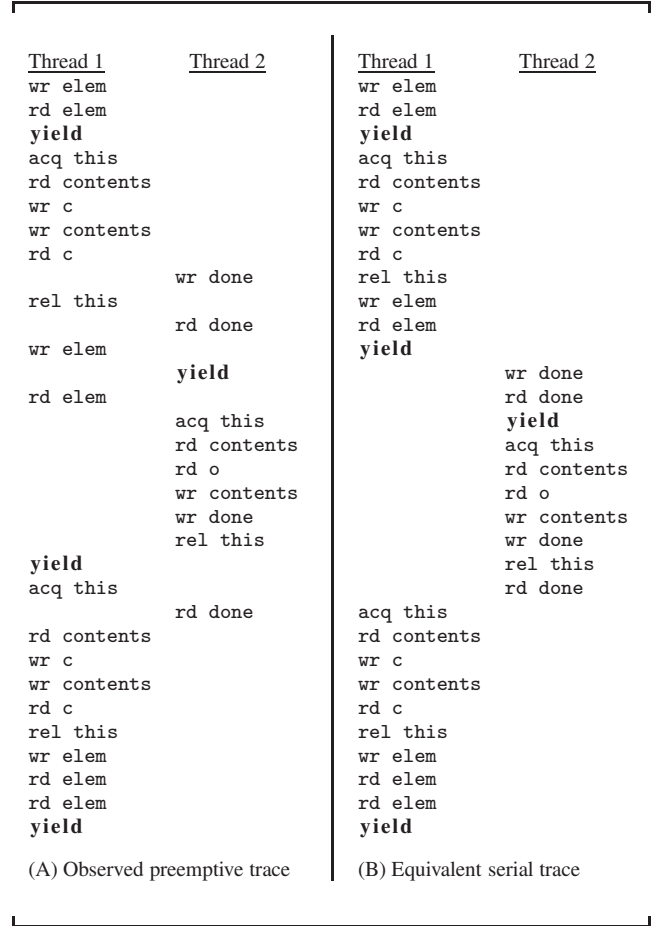 Thread 1 Thread 2
wr elem
rd elem
yield
acq this
rd contents
wr c
wr contents
rd c
wr done
rel this
rd done
wr elem
yield
rd elem
acq this
rd contents
rd o
wr contents
wr done
rel this
yield
acq this
rd done
rd contents
wr c
wr contents
rd c
rel this
wr elem
rd elem
rd elem
yield
(A) Observed preemptive trace
Thread 1 Thread 2
wr elem
rd elem
yield
acq this
rd contents
wr c
wr contents
rd c
rel this
wr elem
rd elem
yield
wr done
rd done
yield
acq this
rd contents
rd o
wr contents
wr done
rel this
rd done
acq this
rd contents
wr c
wr contents
rd c
rel this
wr elem
rd elem
rd elem
yield
(B) Equivalent serial trace